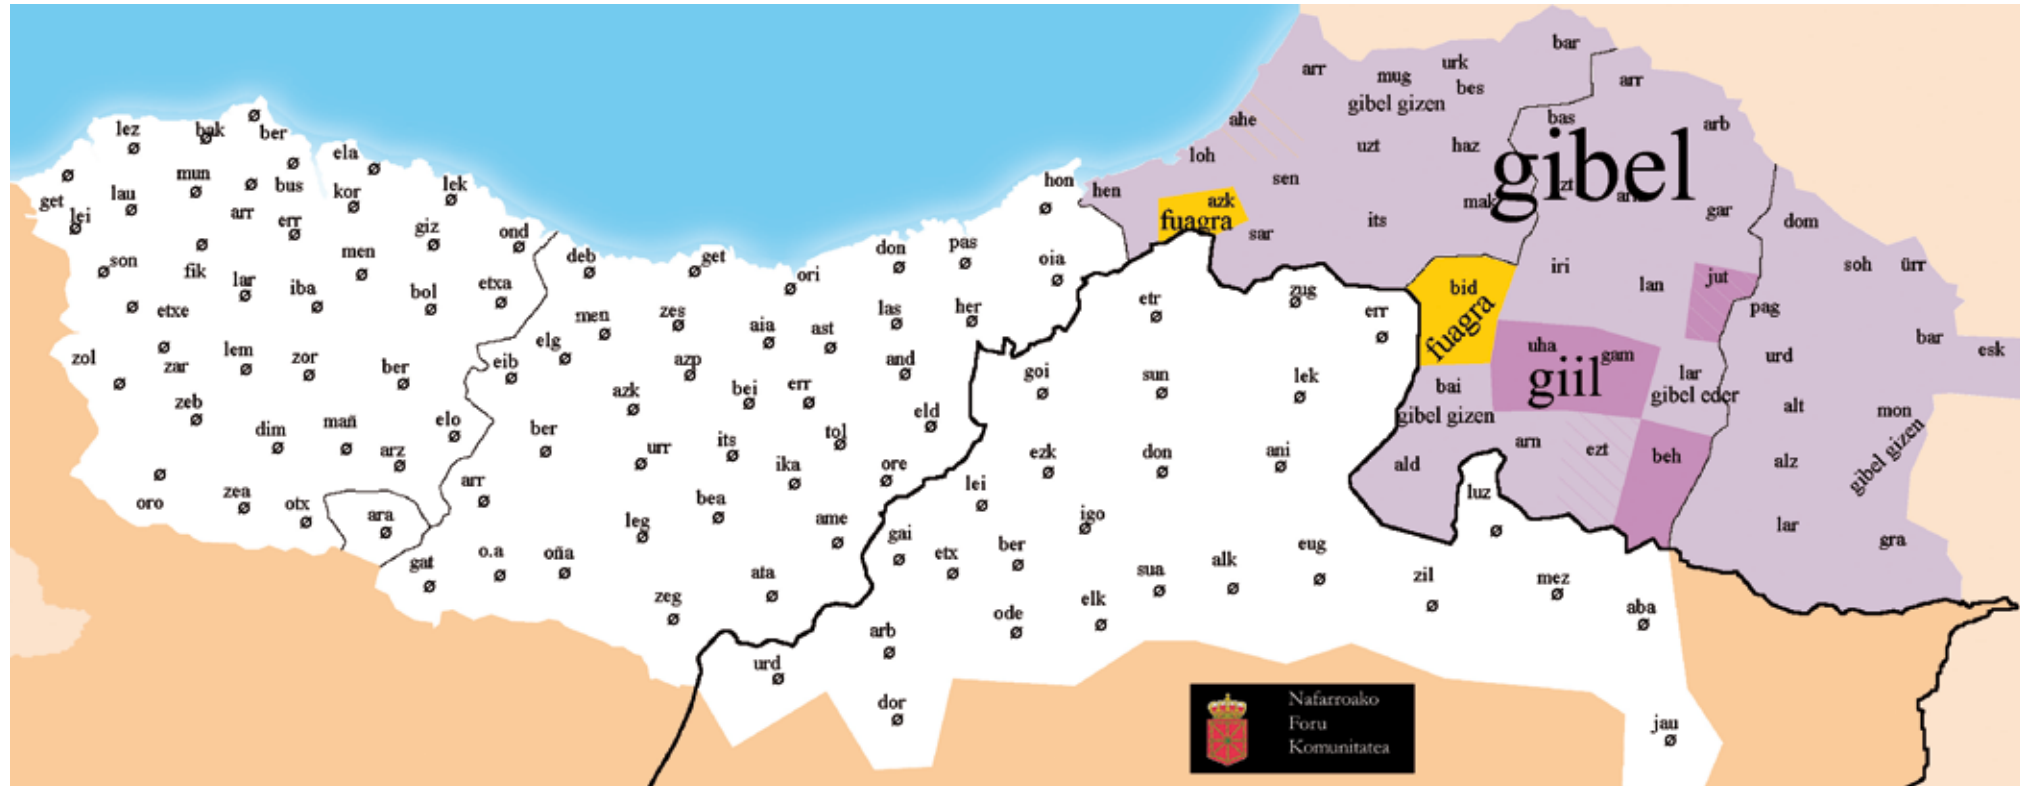 bar
urk
arr
mug
bes
arr
gibel gizen
bas
ahe
arb
lez
bak
ber
uzt
haz
gibel
ela
loh
mun
sen
hon
hen
lau
bus
kor
lek
get
azk
mak
zt
lei
arr
err
giz
fuagra
its
gar
ond
sar
dom
son
men
don
pas
fik
deb
get
oia
iri
soh
ürr
lar
iba
bol
etxa
ori
jut
etxe
zug
etr
bid
lan
men
zes
las
her
err
pag
aia
ast
fuagra
elg
zol
lem
zor
uha
gam
urd
bar
esk
zar
ber
eib
azp
and
goi
sun
lek
giil
lar
azk
bei
err
bai
gibel eder
zeb
alt
mon
eld
gibel gizen
dim
mañ
elo
ber
tol
gibel gizen
arz
urr
its
ezk
don
ani
arn
ezt
beh
ika
ore
ald
alz
arr
lei
luz
zea
otx
oro
ara
bea
leg
ame
igo
lar
gai
gra
gat
o.a
oña
etx
ber
eug
ata
sua
alk
zil
mez
zeg
ode
elk
aba
arb
urd
dor
Nafarroako
Foru
Komunitatea
jau